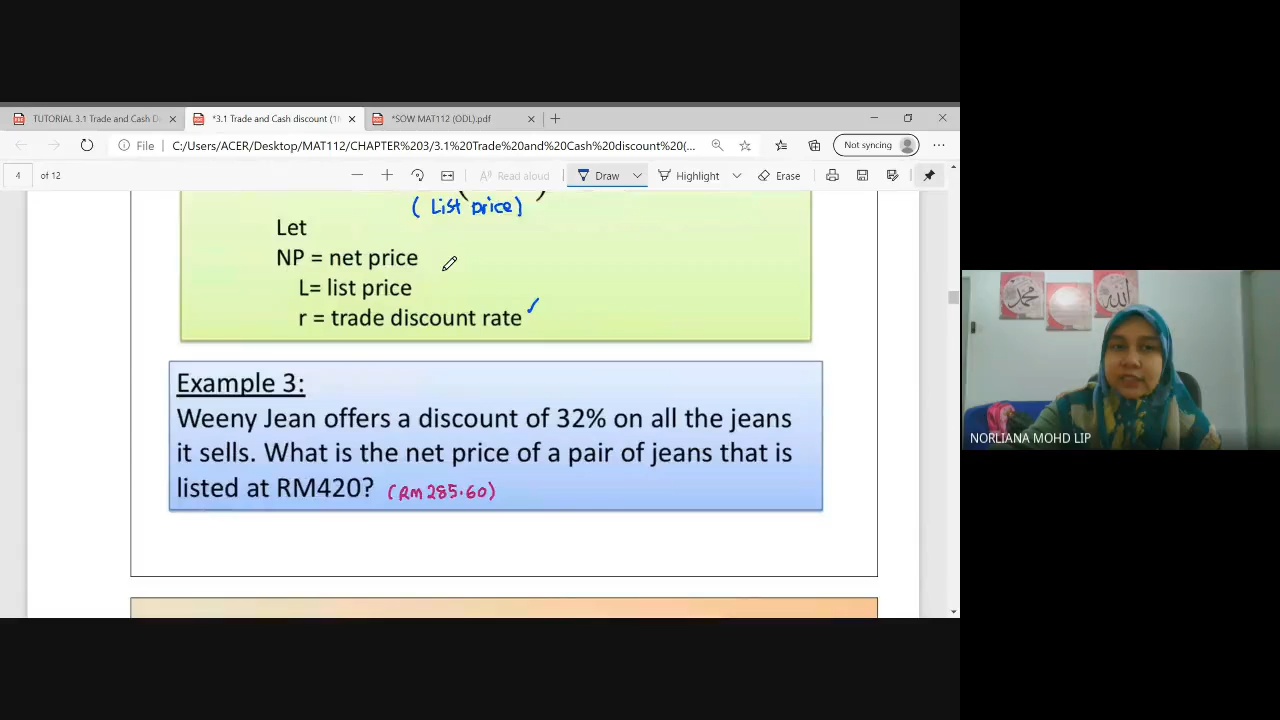 TUTORIAL 3.1 Trade and Cash D
*3.1 Trade and Cash discount (1
*SOW MAT112 (ODL).pdf
File
C:/Users/ACER/Desktop/MAT112/CHAPTER%203/3.1%20Trade%20and%20Cash%20discount%20(...
Not syncing
4 of 12
Read aloud
Draw
Highlight
Erase
( List price)
Let
NP = net price
L= list price
r = trade discount rate
Example 3:
Weeny Jean offers a discount of 32% on all the jeans
it sells. What is the net price of a pair of jeans that is
listed at RM420? (RM 285.60)
محمد
الله
NORLIANA MOHD LIP